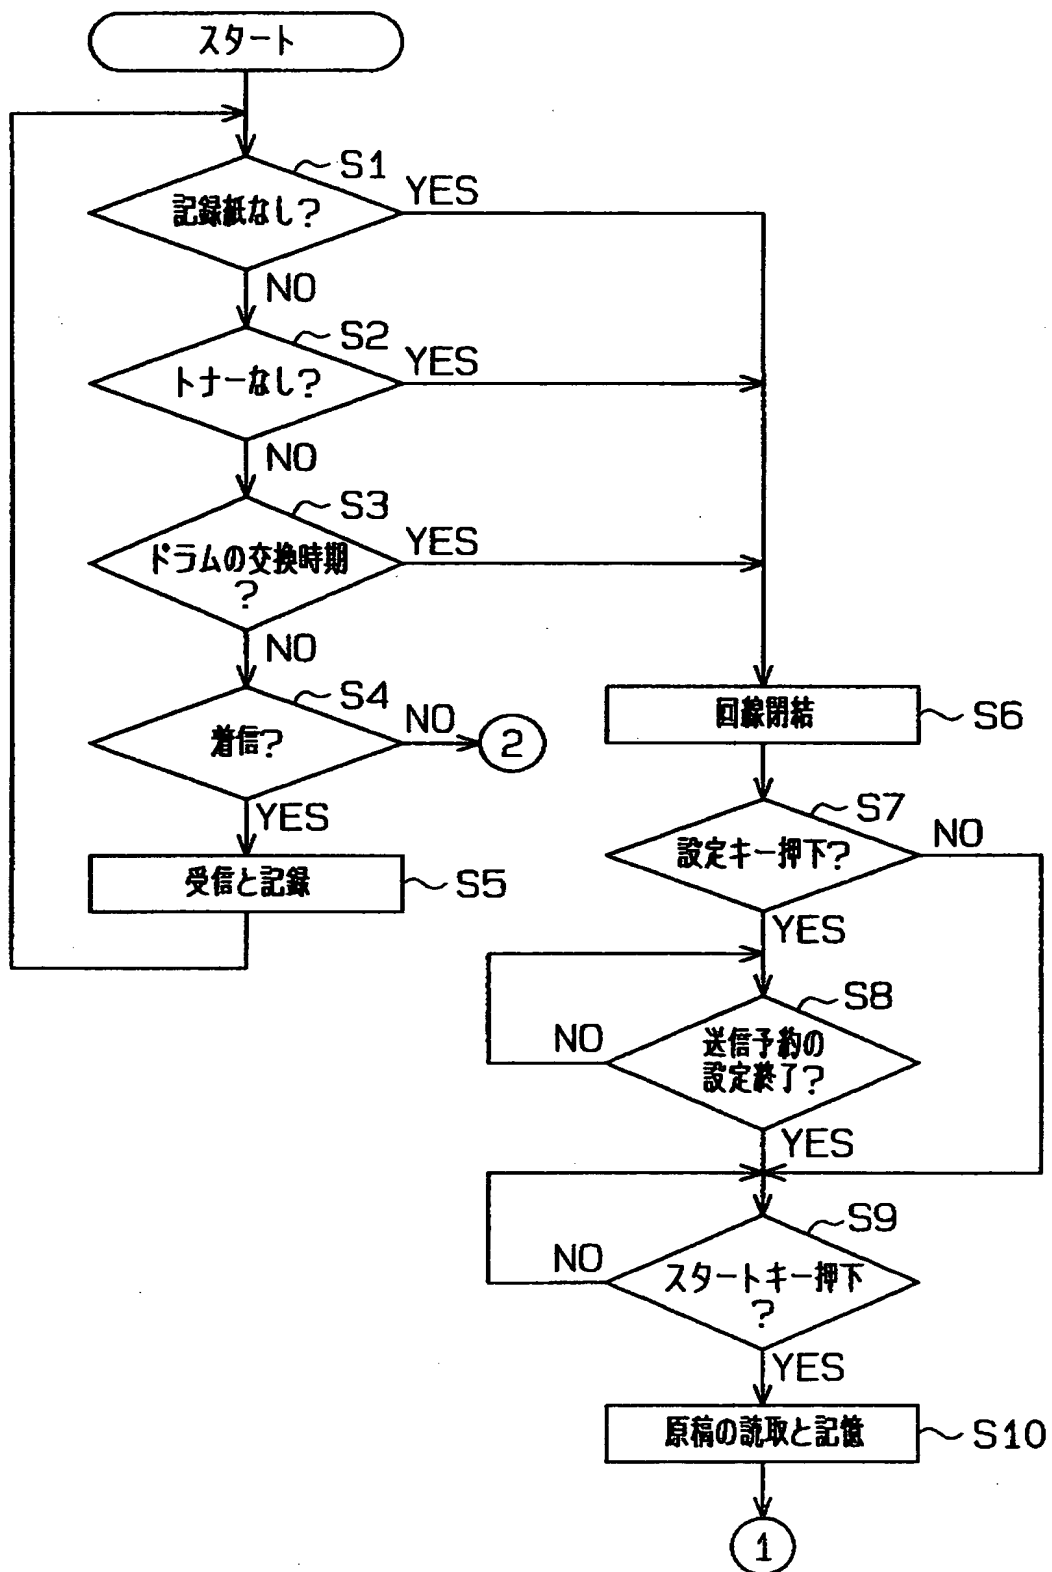 スタート
S1
記録紙なし?
YES
NO
S2
トナーなし?
YES
NO
S3
ドラムの交換時期
?
YES
NO
S4
着信?
NO
2
YES
受信と記録
S5
回線閉結
S6
S7
設定キー押下?
NO
YES
S8
送信予約の
設定終了?
NO
YES
S9
スタートキー押下
?
NO
YES
原稿の読取と記憶
S10
1